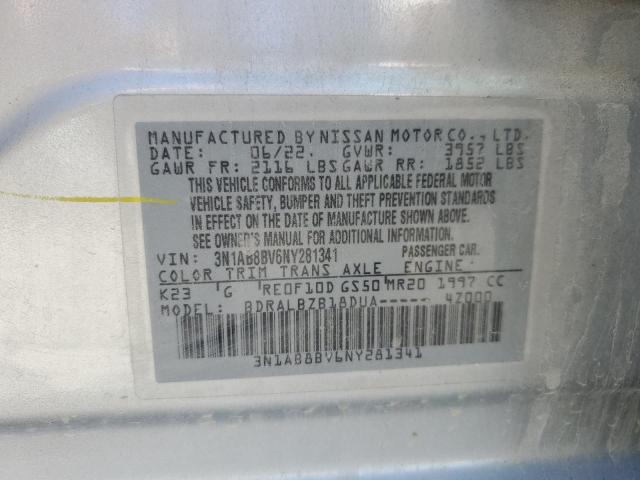 MANUFACTURED BY NISSAN MOTOR CO., LTD.
DATE: 06/22. GVWR: 3957 LBS
GAWR FR: 2116 LBS GAWR RR: 1852 LBS
THIS VEHICLE CONFORMS TO ALL APPLICABLE FEDERAL MOTOR
VEHICLE SAFETY, BUMPER AND THEFT PREVENTION STANDARDS
IN EFFECT ON THE DATE OF MANUFACTURE SHOWN ABOVE.
SEE OWNER'S MANUAL FOR ADDITIONAL INFORMATION
VIN: 3N1AB8BV6NY281341 PASSENGER CAR.
COLOR TRIM TRANS AXLE ENGINE:
K23 G RE0F10D GS50 MR20 1997 CC
MODEL: BDRALBZB18DUA----- 4Z000
3N1AB8BV6NY281341